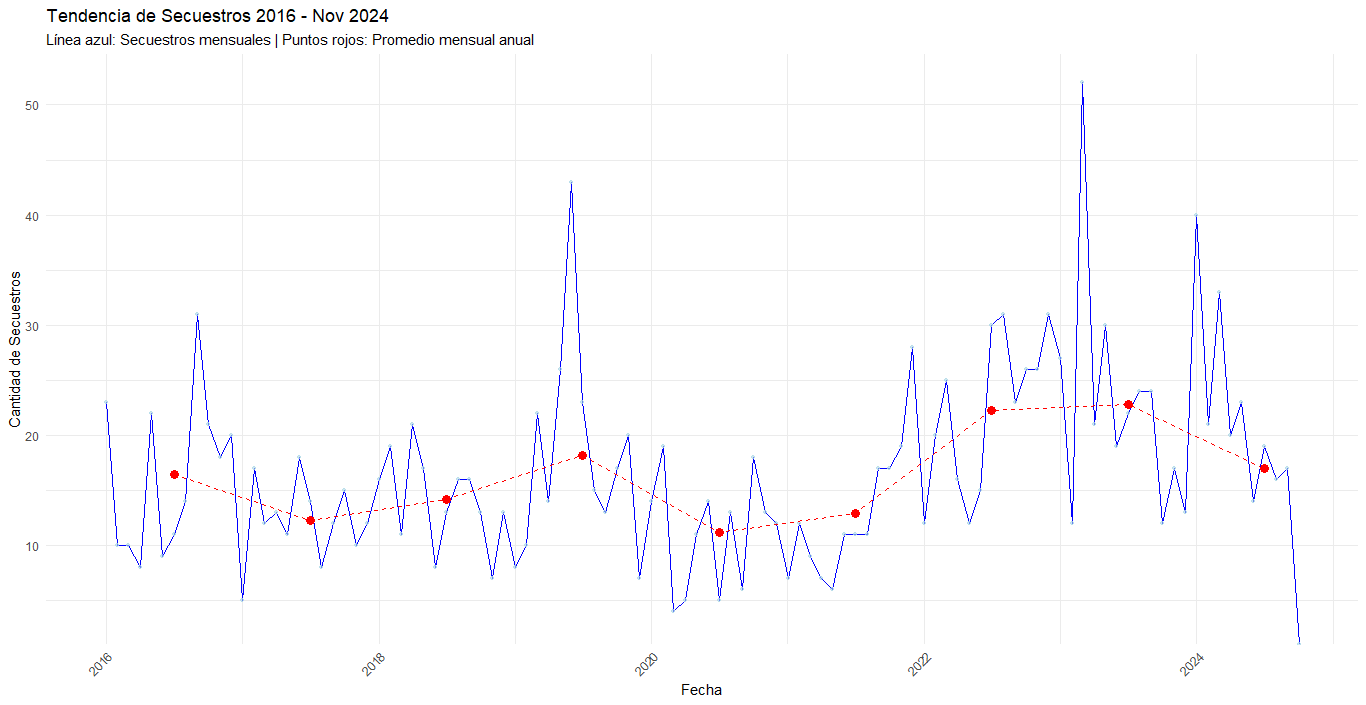 Tendencia de Secuestros 2016 - Nov 2024
Línea azul: Secuestros mensuales | Puntos rojos: Promedio mensual anual
Cantidad de Secuestros
50
40
30
20
10
2016
2018
2020
2022
2024
Fecha